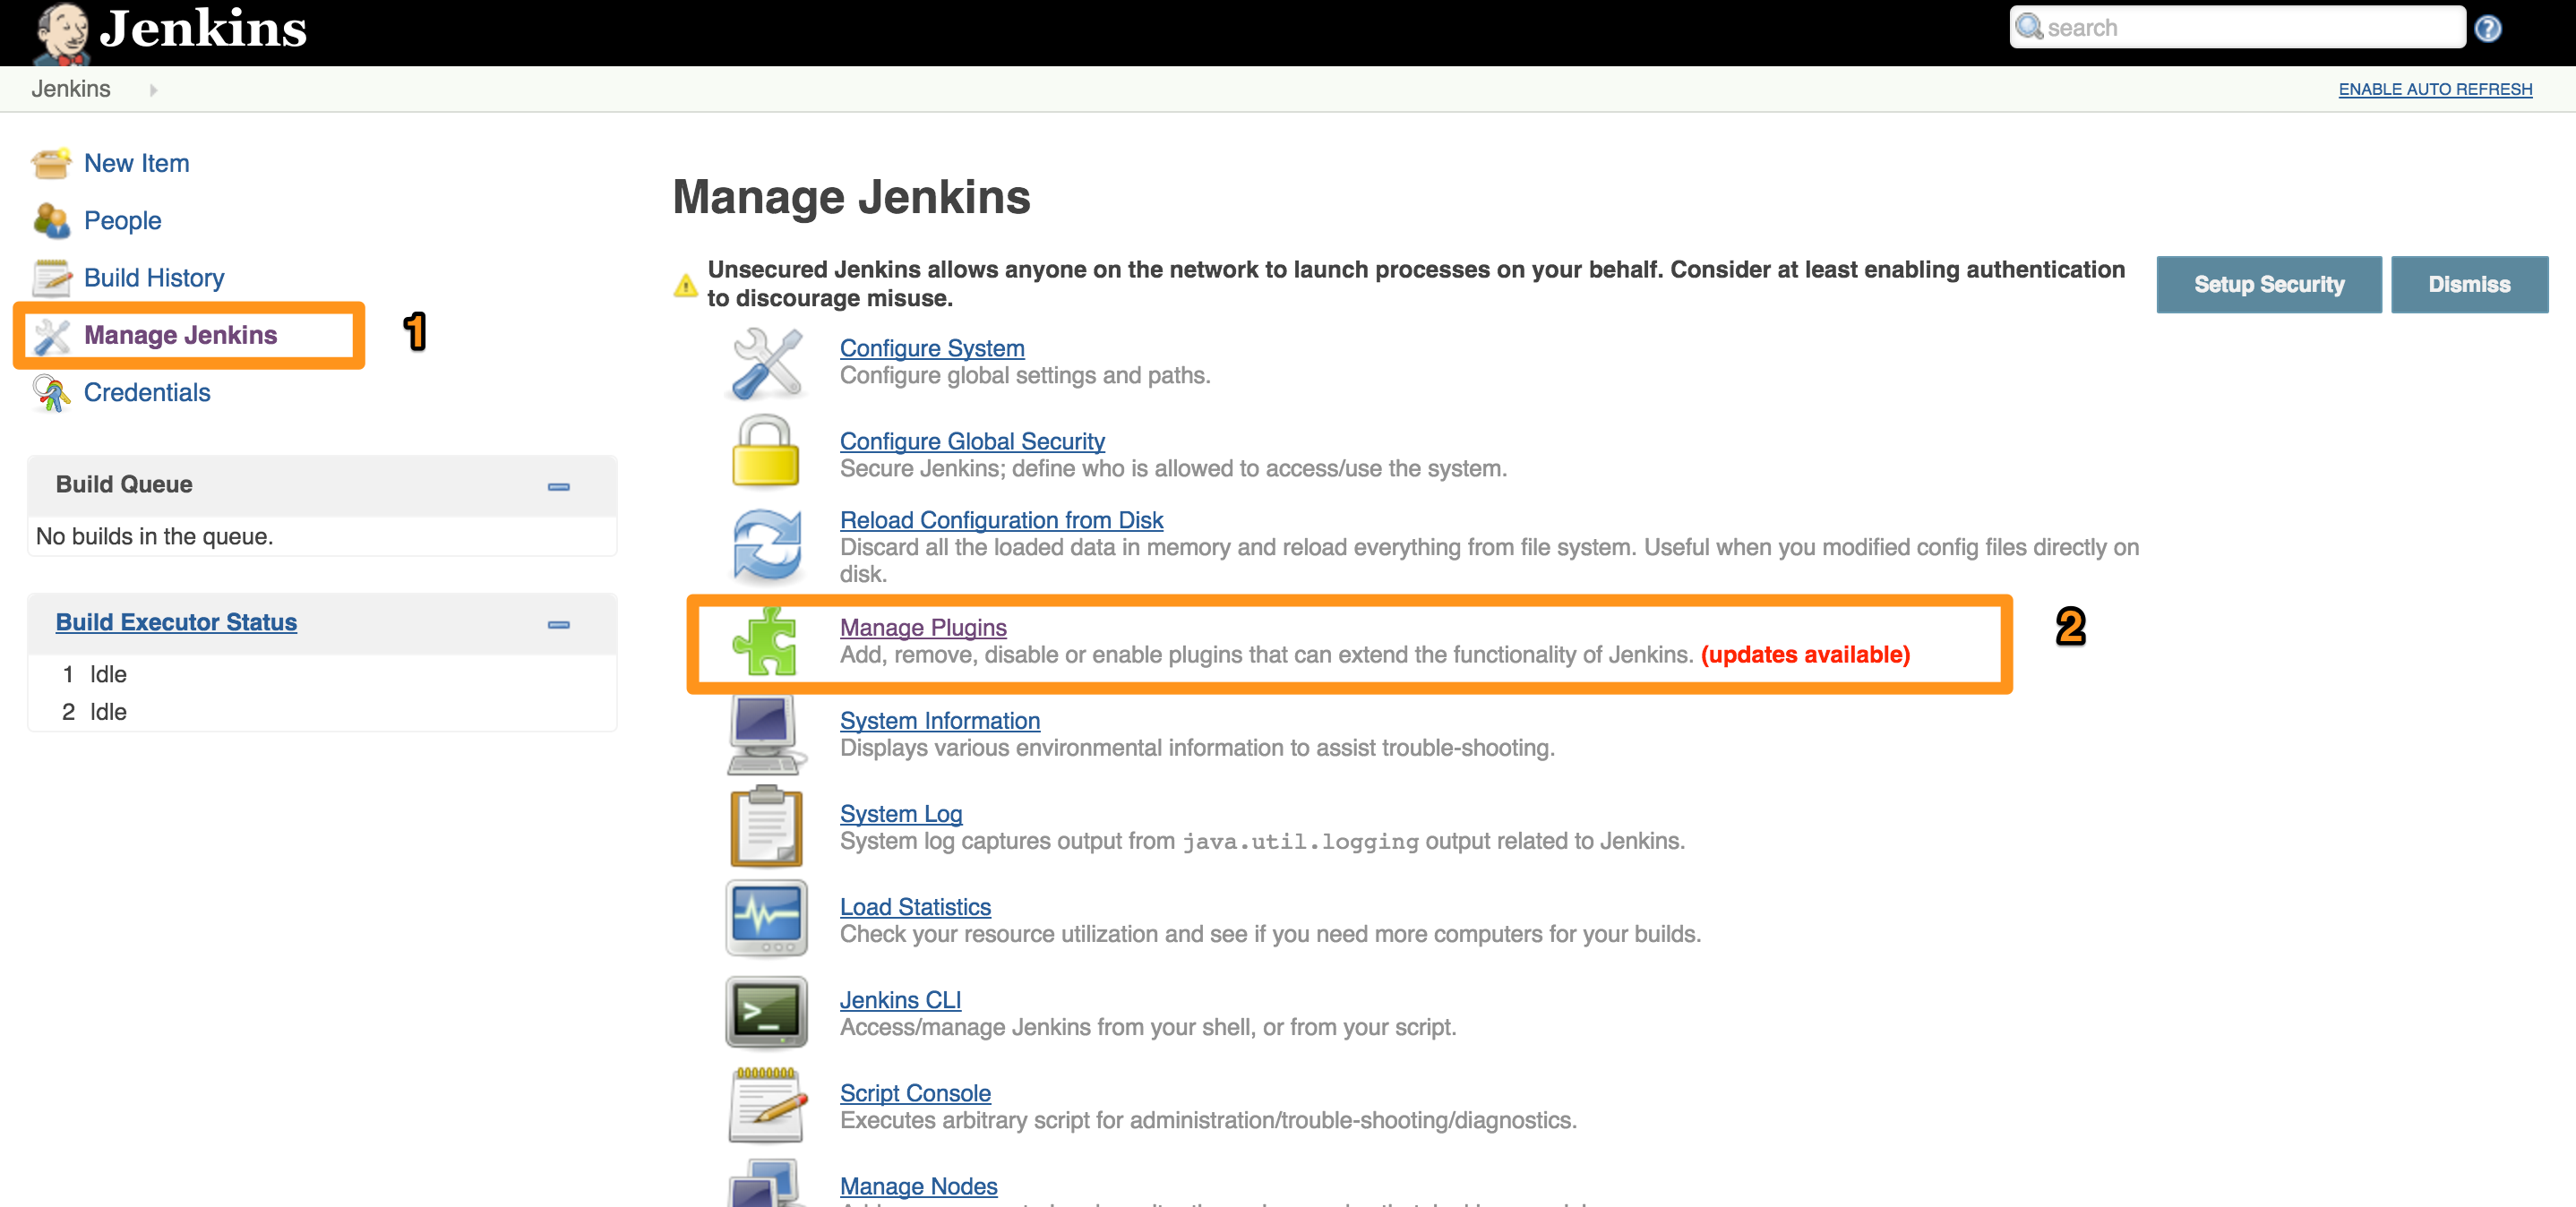 Jenkins
search
Jenkins
ENABLE AUTO REFRESH
New Item
People
Build History
Manage Jenkins
1
Credentials
Build Queue
No builds in the queue.
Build Executor Status
1 Idle
2 Idle
Manage Jenkins
Unsecured Jenkins allows anyone on the network to launch processes on your behalf. Consider at least enabling authentication
to discourage misuse.
Setup Security
Dismiss
Configure System
Configure global settings and paths.
Configure Global Security
Secure Jenkins; define who is allowed to access/use the system.
Reload Configuration from Disk
Discard all the loaded data in memory and reload everything from file system. Useful when you modified config files directly on
disk.
Manage Plugins
Add, remove, disable or enable plugins that can extend the functionality of Jenkins. (updates available)
2
System Information
Displays various environmental information to assist trouble-shooting.
System Log
System log captures output from java.util.logging output related to Jenkins.
Load Statistics
Check your resource utilization and see if you need more computers for your builds.
Jenkins CLI
Access/manage Jenkins from your shell, or from your script.
Script Console
Executes arbitrary script for administration/trouble-shooting/diagnostics.
Manage Nodes